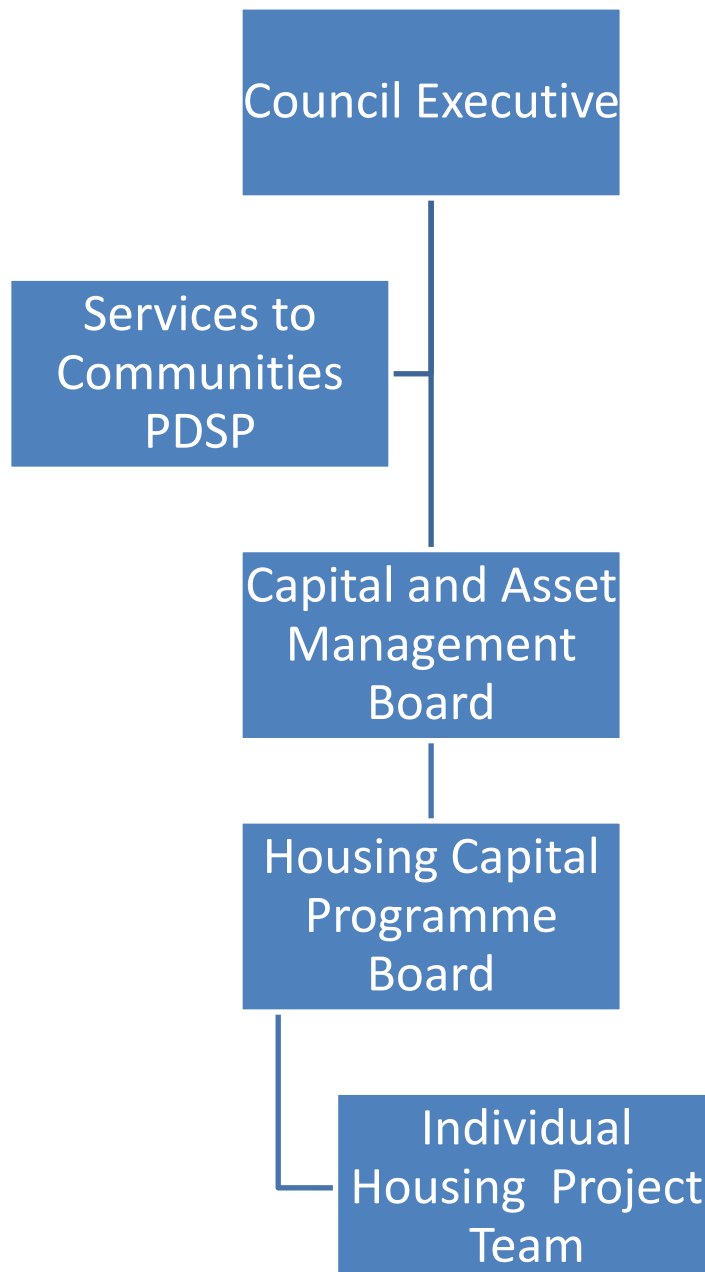 Council Executive
Services to
Communities
PDSP
Capital and Asset
Management
Board
Housing Capital
Programme
Board
Individual
Housing  Project
Team